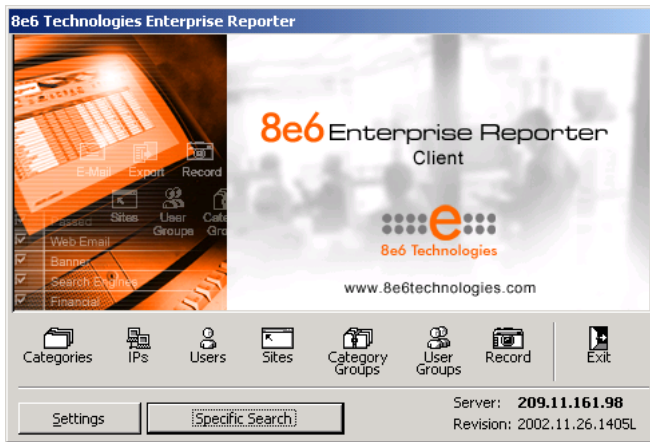 8e6 Technologies Enterprise Reporter
8e6 Enterprise Reporter
Client
E-Mail Export Record
Sites User Groups
Passed
Web Email
Banner
Search Engines
Financial
e
8e6 Technologies
www.8e6technologies.com
Categories IPs Users Sites Category Groups User Groups Record Exit
Settings Specific Search
Server: 209.11.161.98
Revision: 2002.11.26.1405L